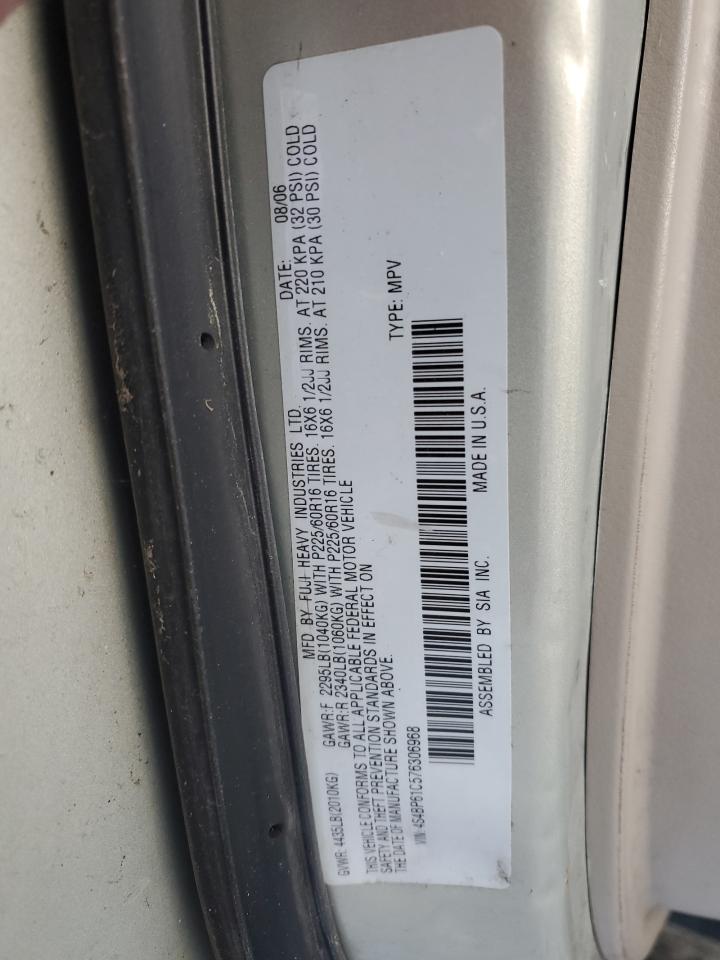 MFD BY FUJI HEAVY INDUSTRIES LTD. DATE: 08/06
GVWR: 4435LB(2010KG) GAWR:F 2295LB(1040KG) WITH P225/60R16 TIRES. 16X6 1/2JJ RIMS. AT 220 KPA (32 PSI) COLD
GAWR:R 2340LB(1060KG) WITH P225/60R16 TIRES. 16X6 1/2JJ RIMS. AT 210 KPA (30 PSI) COLD
THIS VEHICLE CONFORMS TO ALL APPLICABLE FEDERAL MOTOR VEHICLE
SAFETY AND THEFT PREVENTION STANDARDS IN EFFECT ON
THE DATE OF MANUFACTURE SHOWN ABOVE.
VIN: 4S4BP61C576306968 TYPE: MPV
ASSEMBLED BY SIA INC. MADE IN U.S.A.